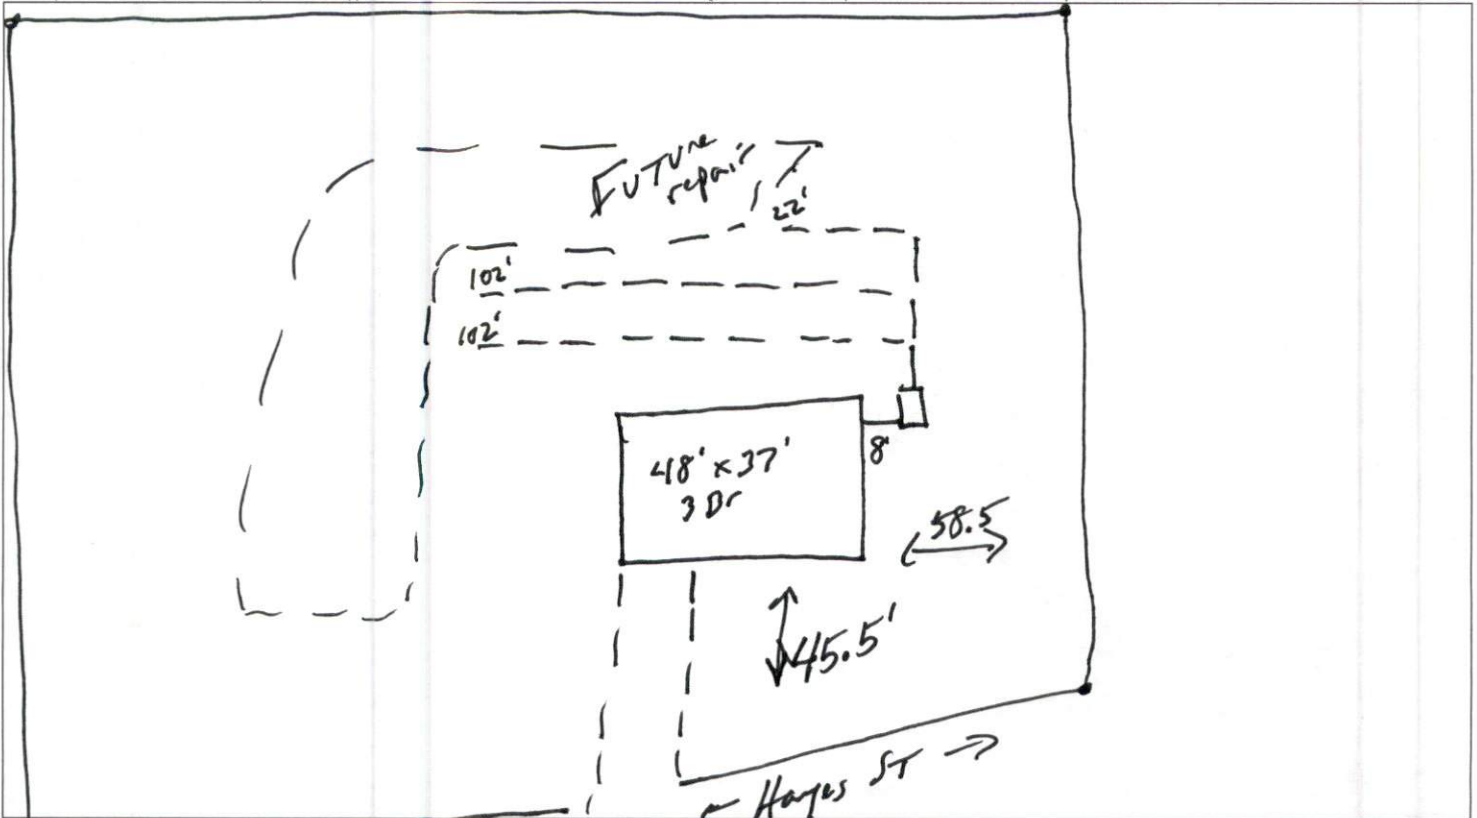 FUTURE
repair
22'
102'
102'
48' x 37'
3 Br
8'
58.5
45.5'
← Hayes ST →